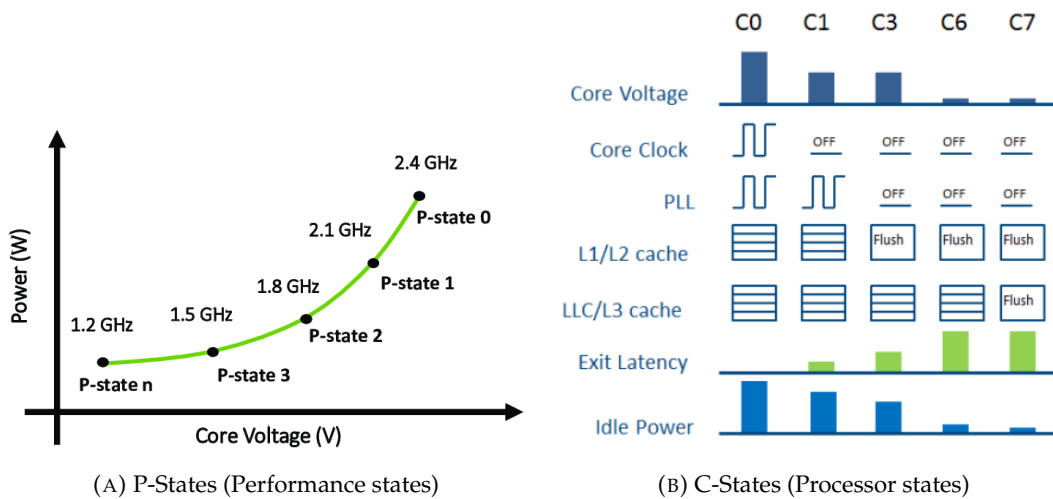 2.4 GHz
P-state 0
2.1 GHz
P-state 1
1.8 GHz
P-state 2
1.5 GHz
P-state 3
1.2 GHz
P-state n
Power (W)
Core Voltage (V)
(A) P-States (Performance states)
C0 C1 C3 C6 C7
Core Voltage
Core Clock OFF OFF OFF OFF
PLL OFF OFF OFF
L1/L2 cache Flush Flush Flush
LLC/L3 cache Flush
Exit Latency
Idle Power
(B) C-States (Processor states)